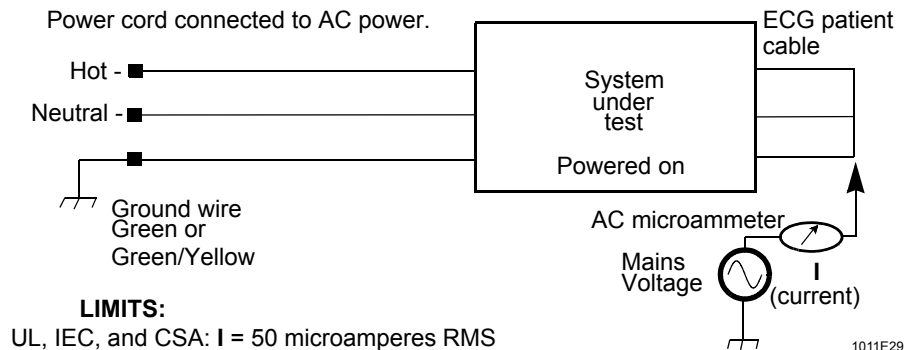 Power cord connected to AC power.
ECG patient
cable
Hot -
Neutral -
System
under
test
Powered on
Ground wire
Green or
Green/Yellow
AC microammeter
Mains
Voltage
I
(current)
LIMITS:
UL, IEC, and CSA: I = 50 microamperes RMS
1011F29